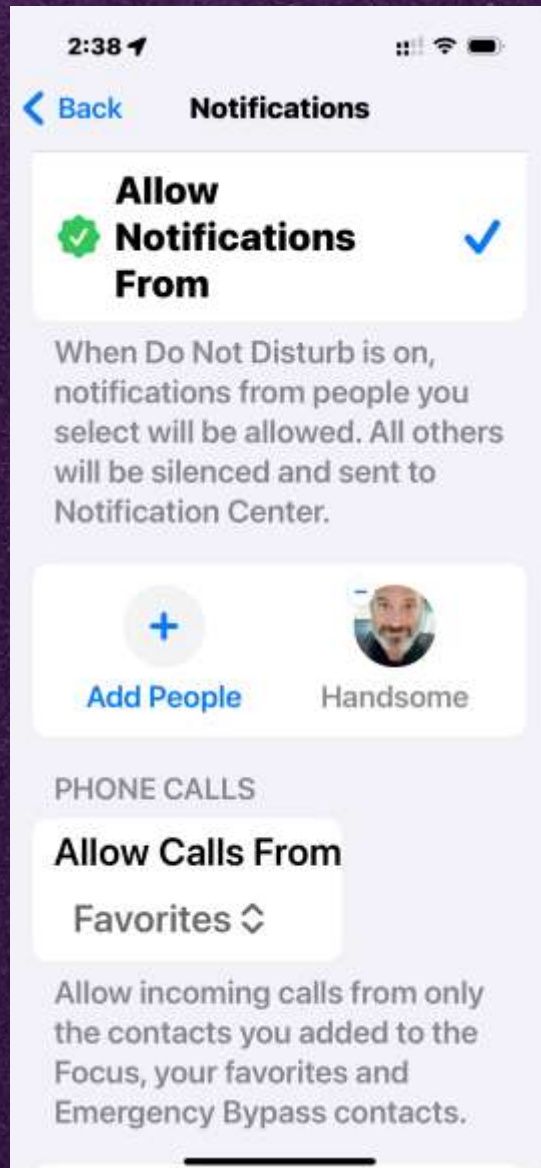 2:38
Back Notifications
Allow
Notifications
From
When Do Not Disturb is on,
notifications from people you
select will be allowed. All others
will be silenced and sent to
Notification Center.
Add People Handsome
PHONE CALLS
Allow Calls From
Favorites
Allow incoming calls from only
the contacts you added to the
Focus, your favorites and
Emergency Bypass contacts.